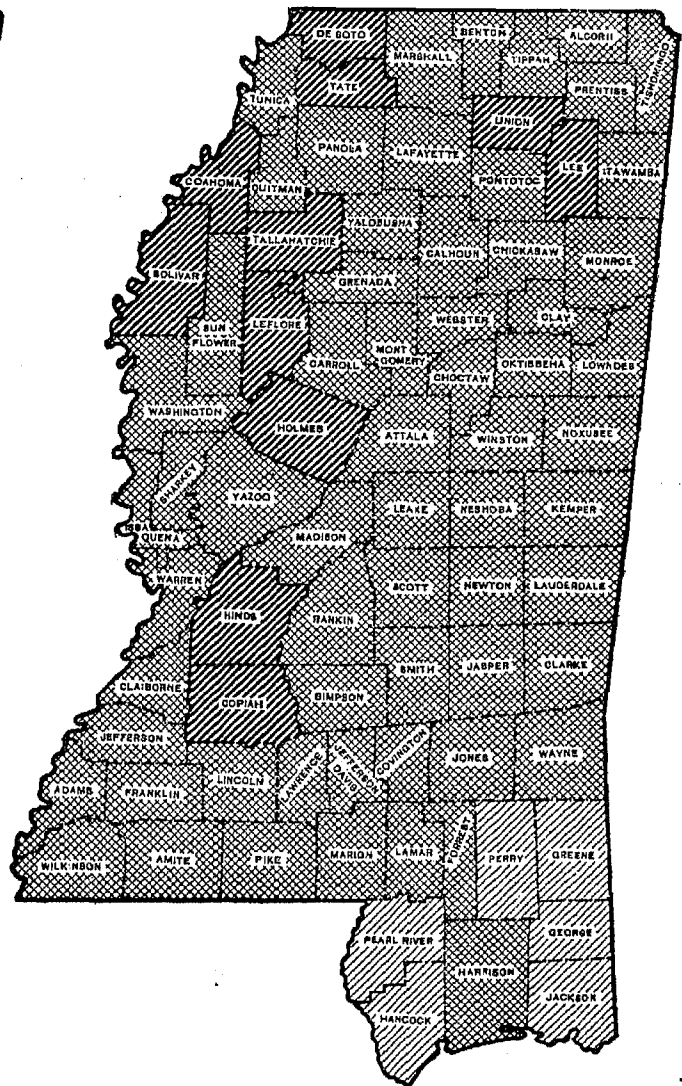 DE SOTO
MARSHALL
BENTON
TIPPAH
ALCORN
TISHOMINGO
PRENTISS
TATE
TUNICA
UNION
LEE
PANOLA
LAFAYETTE
PONTOTOC
ITAWAMBA
COAHOMA
QUITMAN
YALOBUSHA
TALLAHATCHIE
CALHOUN
CHICKASAW
MONROE
BOLIVAR
GRENADA
SUN
FLOWER
LEFLORE
WEBSTER
CLAY
CARROLL
MONT
GOMERY
CHOCTAW
OKTIBBEHA
LOWNDES
WASHINGTON
HOLMES
ATTALA
WINSTON
NOXUBEE
SHARKEY
YAZOO
LEAKE
NESHOBA
KEMPER
ISSA
QUENA
MADISON
WARREN
SCOTT
NEWTON
LAUDERDALE
HINDS
RANKIN
SMITH
JASPER
CLARKE
CLAIBORNE
COPIAH
SIMPSON
JEFFERSON
LINCOLN
LAWRENCE
JEFFERSON
DAVIS
COVINGTON
JONES
WAYNE
ADAMS
FRANKLIN
WILKINSON
AMITE
PIKE
MARION
LAMAR
FORREST
PERRY
GREENE
PEARL RIVER
GEORGE
HARRISON
JACKSON
HANCOCK